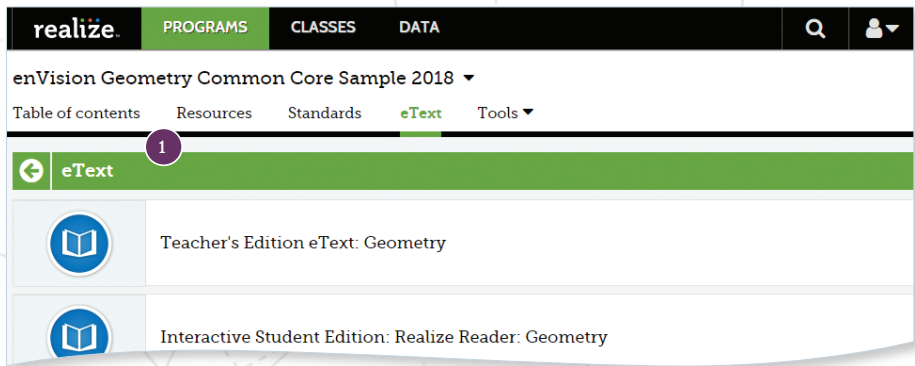 realize. PROGRAMS CLASSES DATA
enVision Geometry Common Core Sample 2018
Table of contents Resources Standards eText Tools
1
eText
Teacher's Edition eText: Geometry
Interactive Student Edition: Realize Reader: Geometry